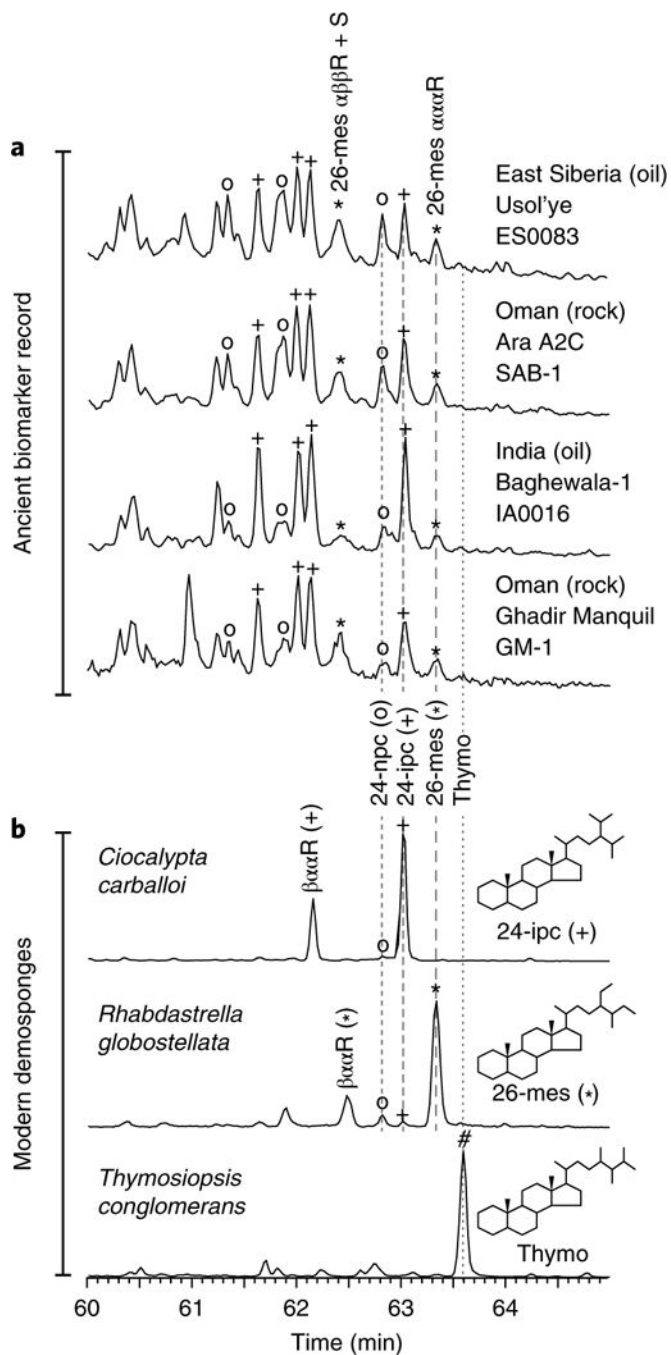 26-mes αββR + S
26-mes αααR
a
o + o + + * o + *
East Siberia (oil)
Usol'ye
ES0083
o + o + + * o + *
Oman (rock)
Ara A2C
SAB-1
o + o + + * o + *
India (oil)
Baghewala-1
IA0016
o + o + + * o + *
Oman (rock)
Ghadir Manquil
GM-1
Ancient biomarker record
24-npc (o)
24-ipc (+)
26-mes (*)
Thymo
b
Ciocalypta
carballoi
βααR (+)
o +
24-ipc (+)
Rhabdastrella
globostellata
βααR (*)
o + *
26-mes (*)
Thymosiopsis
conglomerans
#
Thymo
Modern demosponges
60 61 62 63 64
Time (min)